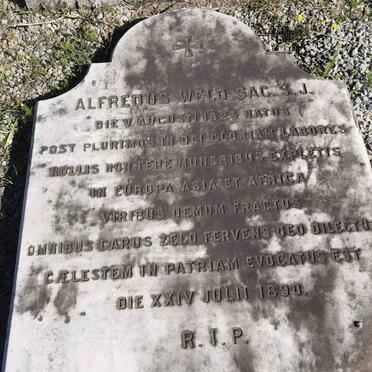 ALFREDUS WELD SAC. S.J.
DIE V AUGUSTI 1823 NATUS
POST PLURIMOS IN DEI GLORIAM LABORES
NULLIS NON FERE MUNERIBUS EXPLETIS
IN EUROPA ASIA ET AFRICA
VIRIBUS DEMUM FRACTUS
OMNIBUS CARUS ZELO FERVENS DEO DILECTUS
CÆLESTEM IN PATRIAM EVOCATUS EST
DIE XXIV JULII 1890.
R.I.P.